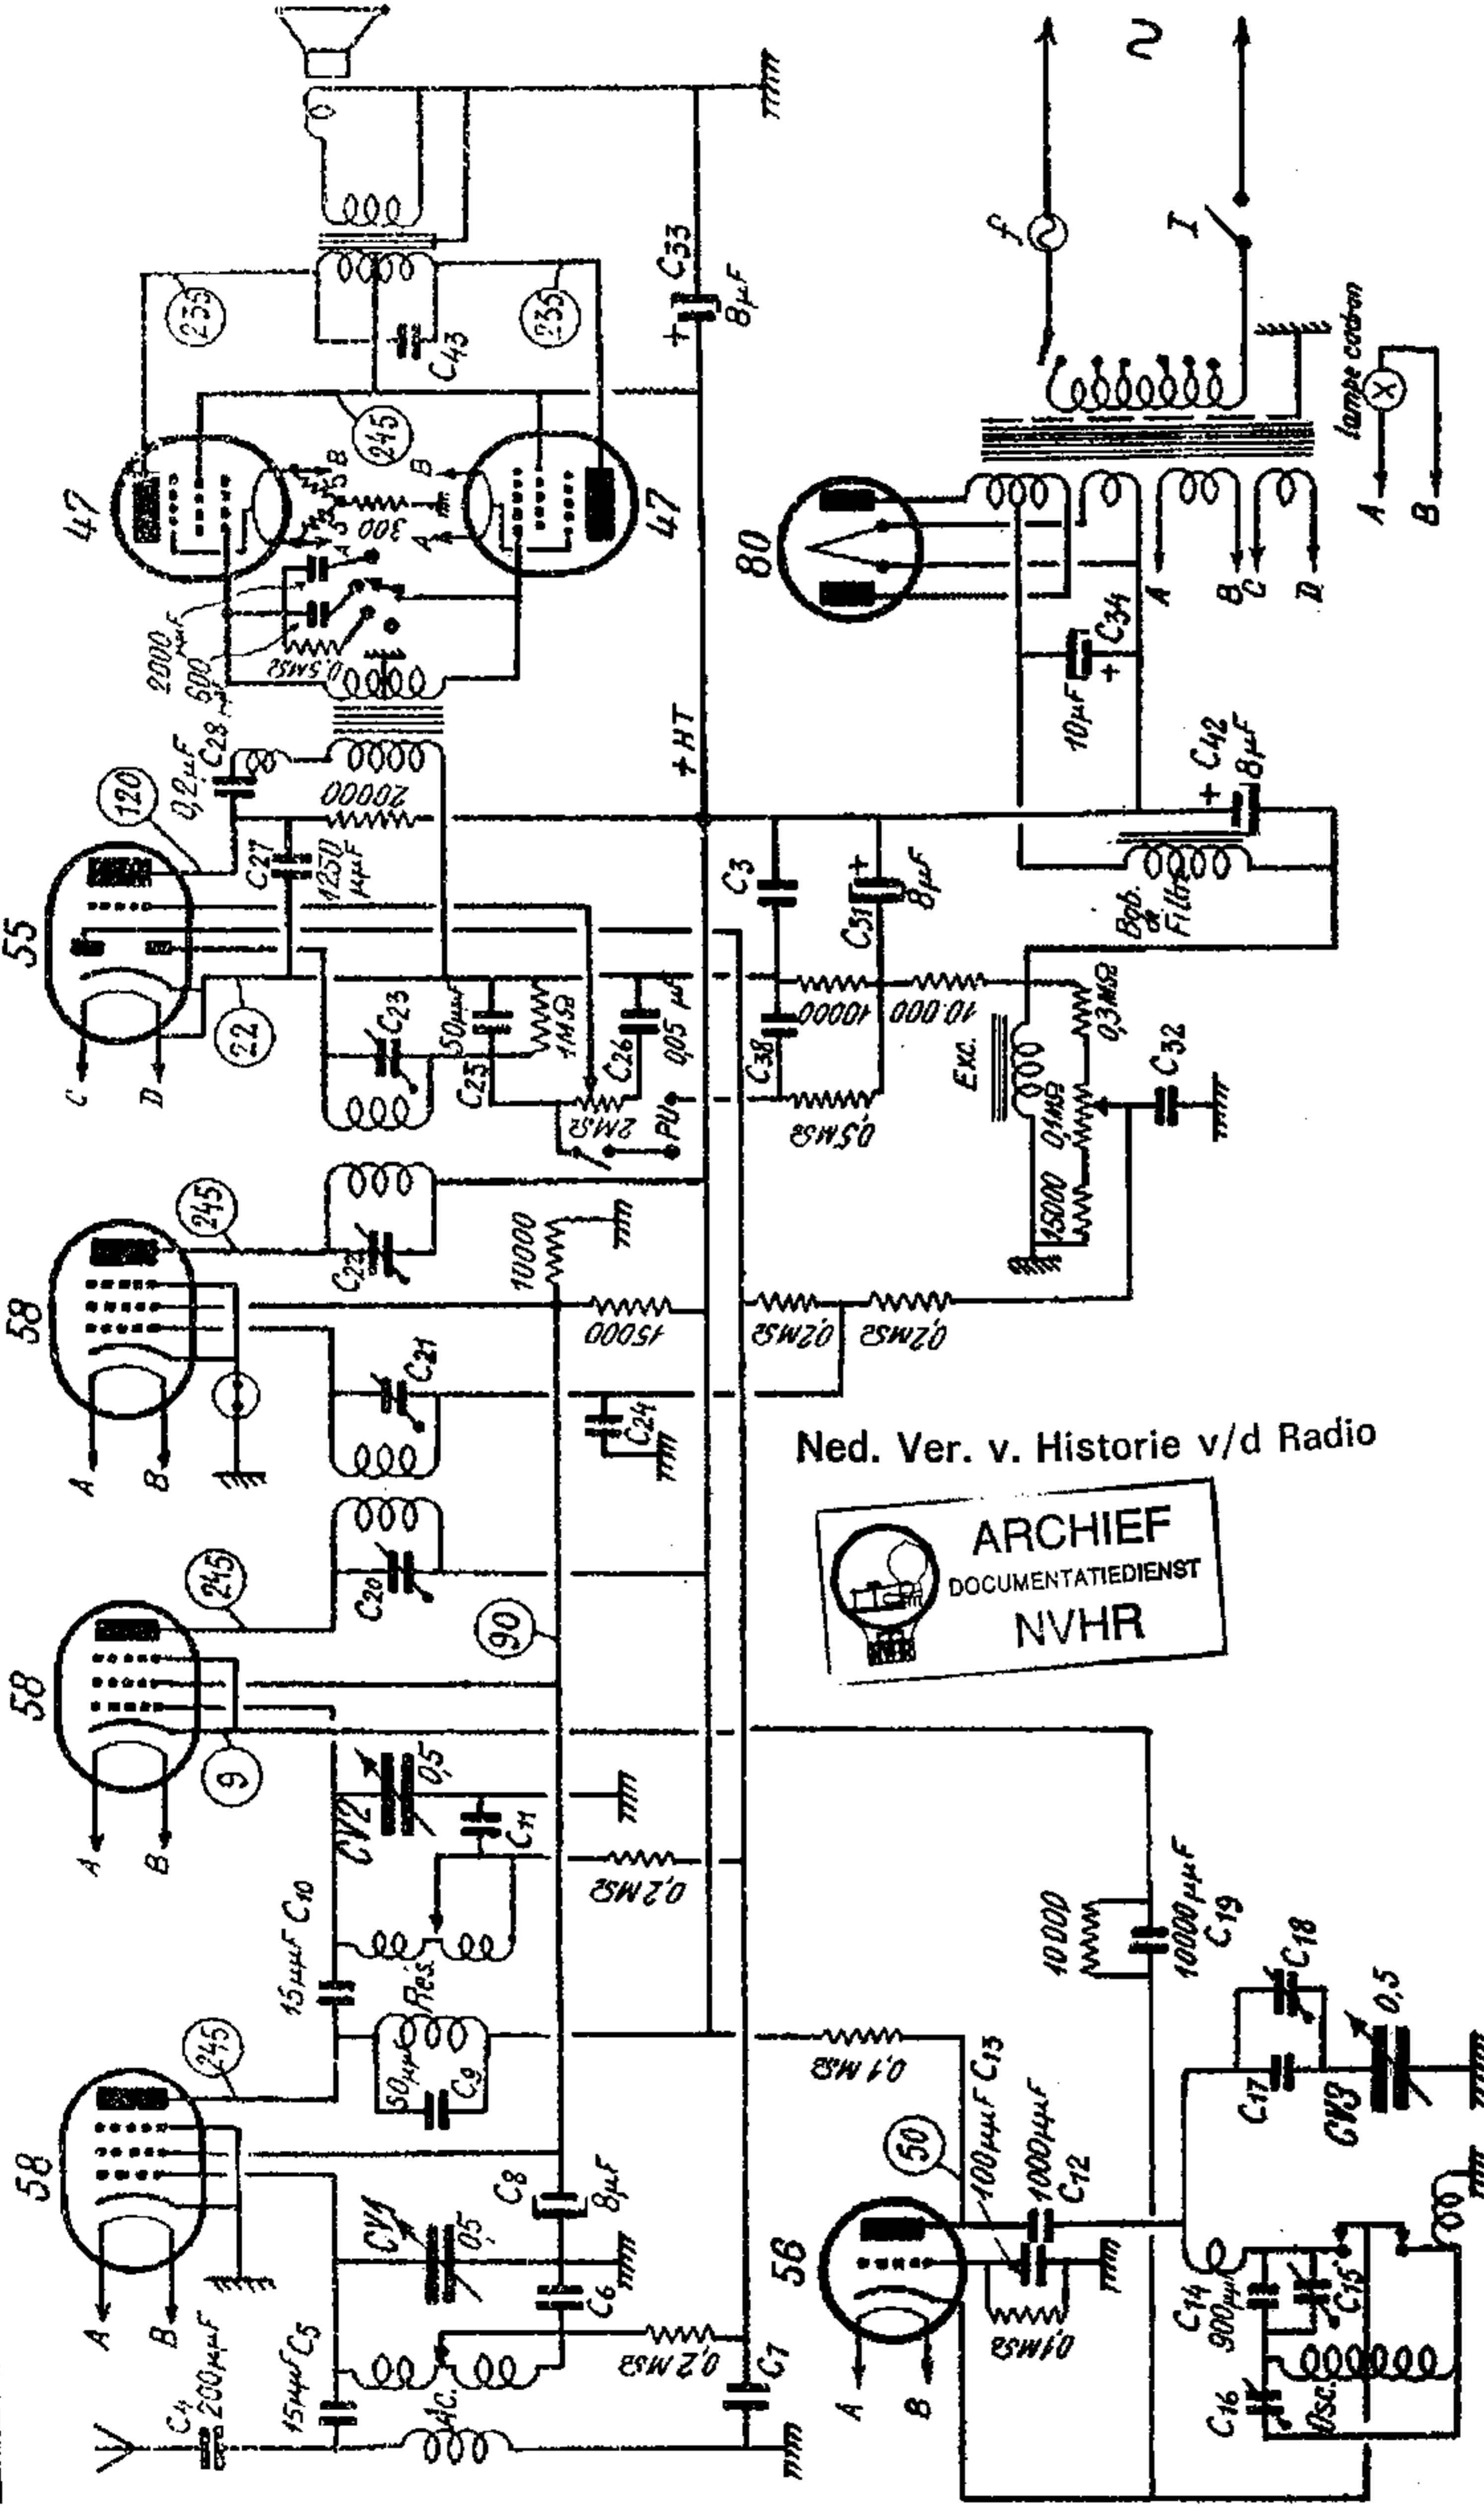 47
235
235
C43
245
A
B
300
A
B
47
2000
500
0,5MΩ
C28
0,2µF
120
20000
55
C27
1250
µµF
22
C
D
C23
50µµF
C25
1MΩ
C26
0,05 µF
2MΩ
PU
+HT
C33
+
8µF
f
I
lampe cadran
A
B
80
C34
+
10µF
A
B
C
D
+ C42
8µF
Bob.
de
Filtre
C3
C31
+
8µF
C38
10000
10.000
0,5MΩ
Exc.
0,3MΩ
0,1MΩ
15000
C32
58
245
C22
A
B
C21
10000
15000
0,2MΩ
0,2MΩ
C24
58
245
C20
90
9
A
B
CV2
0,5
C11
0,2MΩ
15µµF C10
Rés.
50µµF
C9
58
245
A
B
CV1
0,5
C8
8µF
C6
C4
200µµF
15µµF C5
Ac.
0,2MΩ
C7
Ned. Ver. v. Historie v/d Radio
ARCHIEF
DOCUMENTATIEDIENST
NVHR
10000
10000µµF
C19
C18
C17
CV3
0,5
0,1MΩ
50
100µµF C13
1000µµF
C12
56
A
B
0,1MΩ
C14
900µµF
C15
C16
Osc.